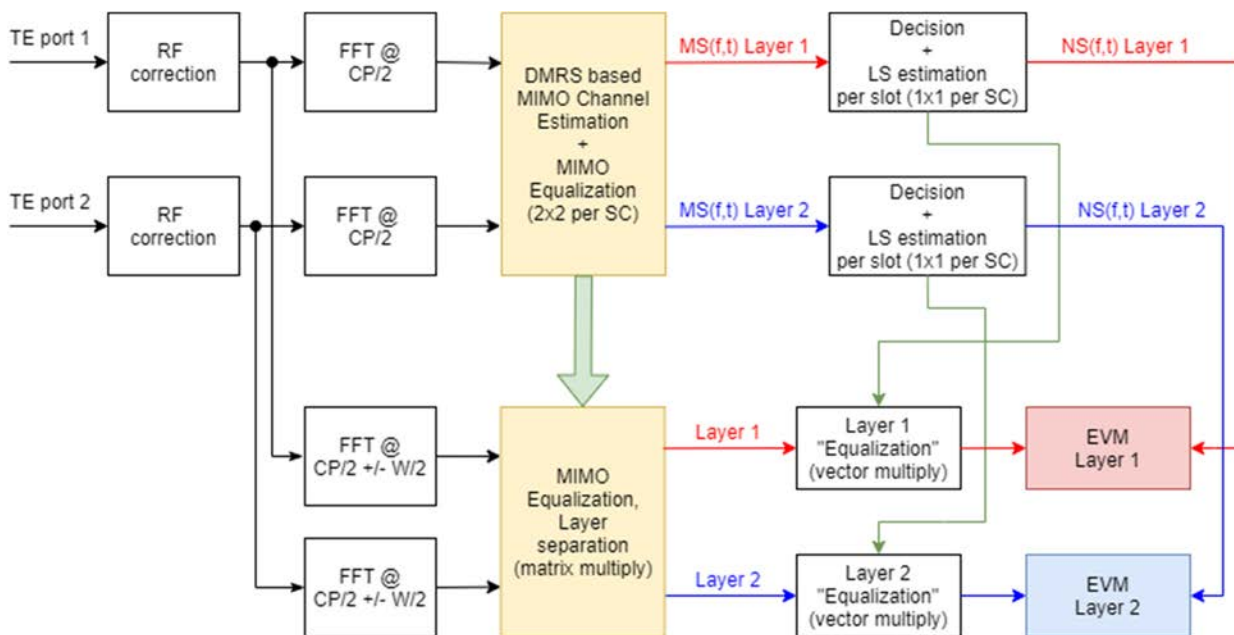 TE port 1
RF
correction
FFT @
CP/2
DMRS based
MIMO Channel
Estimation
+
MIMO
Equalization
(2x2 per SC)
MS(f,t) Layer 1
Decision
+
LS estimation
per slot (1x1 per SC)
NS(f,t) Layer 1
TE port 2
RF
correction
FFT @
CP/2
MS(f,t) Layer 2
Decision
+
LS estimation
per slot (1x1 per SC)
NS(f,t) Layer 2
FFT @
CP/2 +/- W/2
MIMO
Equalization,
Layer
separation
(matrix multiply)
Layer 1
Layer 1
"Equalization"
(vector multiply)
EVM
Layer 1
FFT @
CP/2 +/- W/2
Layer 2
Layer 2
"Equalization"
(vector multiply)
EVM
Layer 2